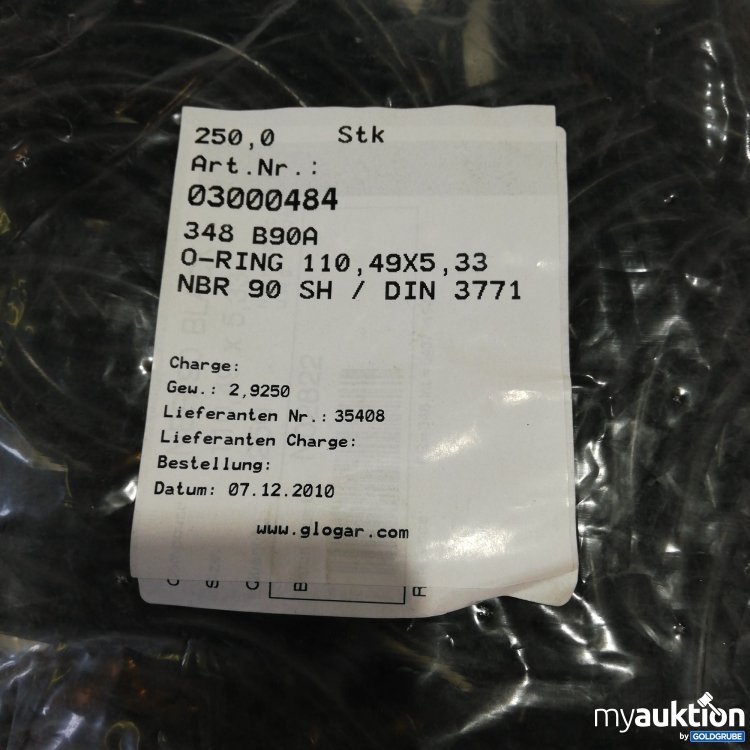 250,0 Stk
Art.Nr.:
03000484
348 B90A
O-RING 110,49X5,33
NBR 90 SH / DIN 3771
Charge:
Gew.: 2,9250
Lieferanten Nr.: 35408
Lieferanten Charge:
Bestellung:
Datum: 07.12.2010
www.glogar.com
myauktion
by GOLDGRUBE